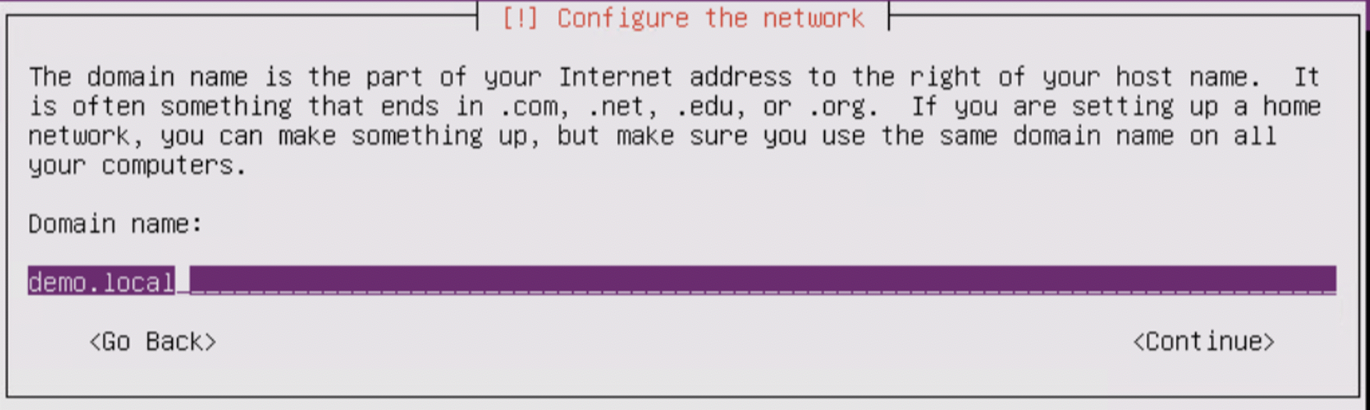 [!] Configure the network
The domain name is the part of your Internet address to the right of your host name.  It
is often something that ends in .com, .net, .edu, or .org.  If you are setting up a home
network, you can make something up, but make sure you use the same domain name on all
your computers.
Domain name:
demo.local
<Go Back> <Continue>